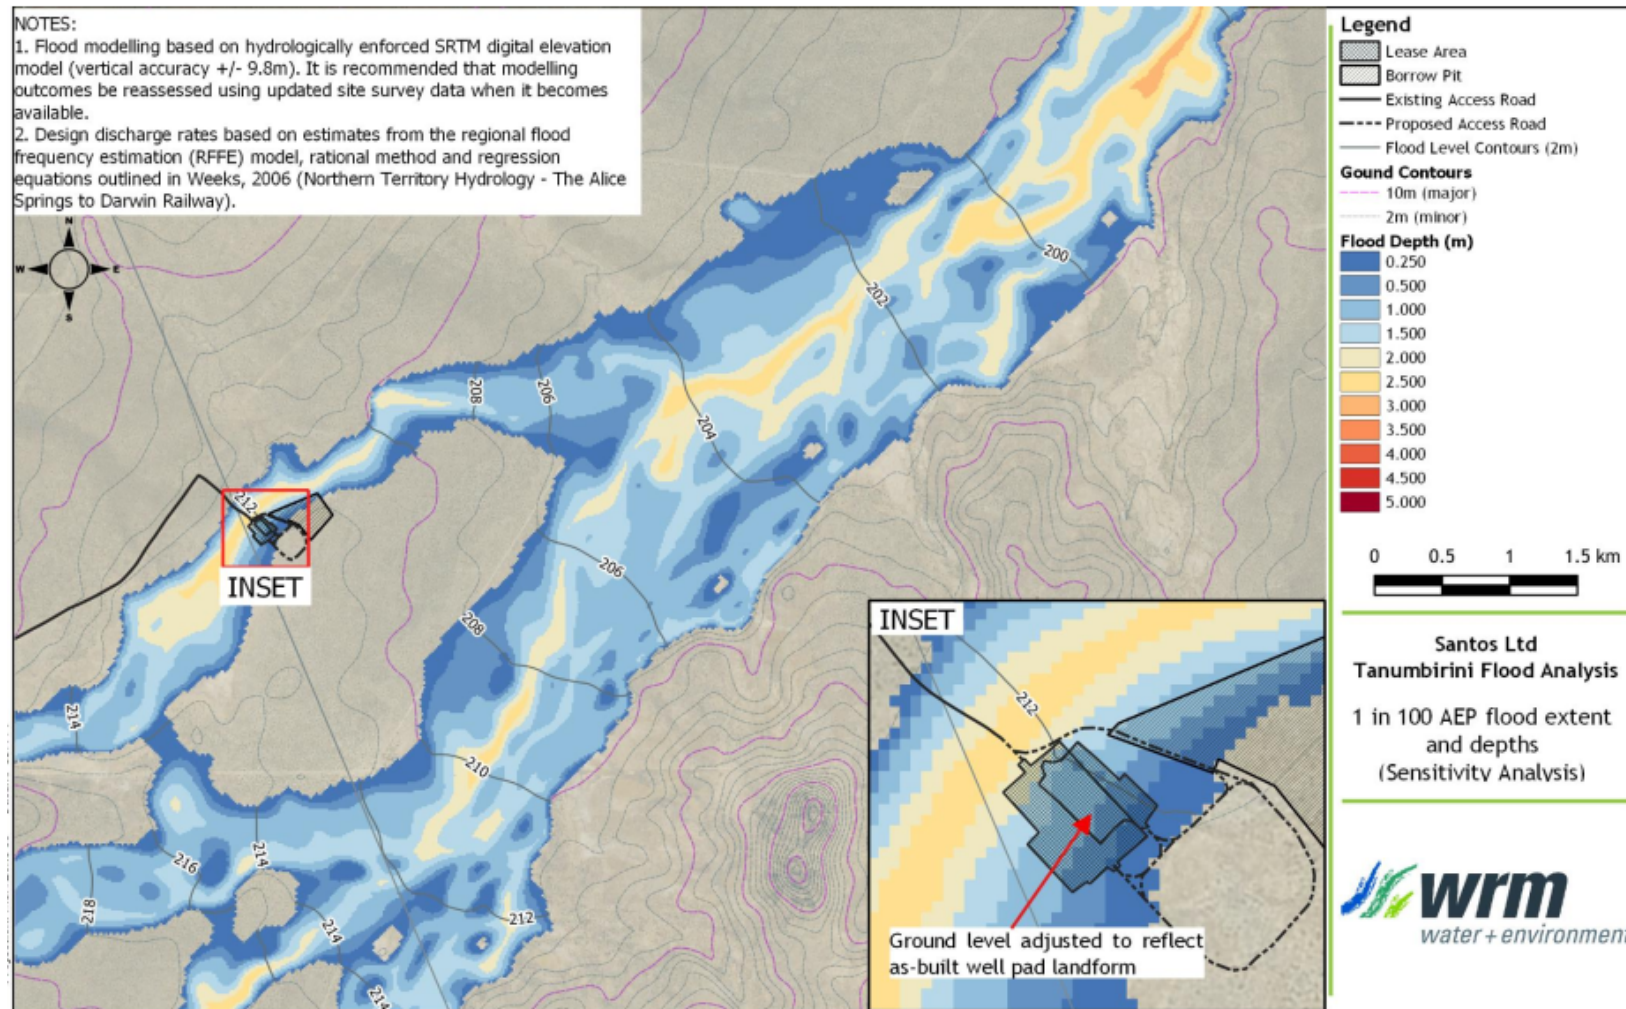 NOTES:
1. Flood modelling based on hydrologically enforced SRTM digital elevation
model (vertical accuracy +/- 9.8m). It is recommended that modelling
outcomes be reassessed using updated site survey data when it becomes
available.
2. Design discharge rates based on estimates from the regional flood
frequency estimation (RFFE) model, rational method and regression
equations outlined in Weeks, 2006 (Northern Territory Hydrology - The Alice
Springs to Darwin Railway).
N
W E
S
200
202
208
206
204
212
INSET
206
208
214
210
216
214
218
212
214
214
INSET
212
Ground level adjusted to reflect
as-built well pad landform
Legend
Lease Area
Borrow Pit
Existing Access Road
Proposed Access Road
Flood Level Contours (2m)
Gound Contours
10m (major)
2m (minor)
Flood Depth (m)
0.250
0.500
1.000
1.500
2.000
2.500
3.000
3.500
4.000
4.500
5.000
0 0.5 1 1.5 km
Santos Ltd
Tanumbirini Flood Analysis
1 in 100 AEP flood extent
and depths
(Sensitivity Analysis)
wrm
water + environment